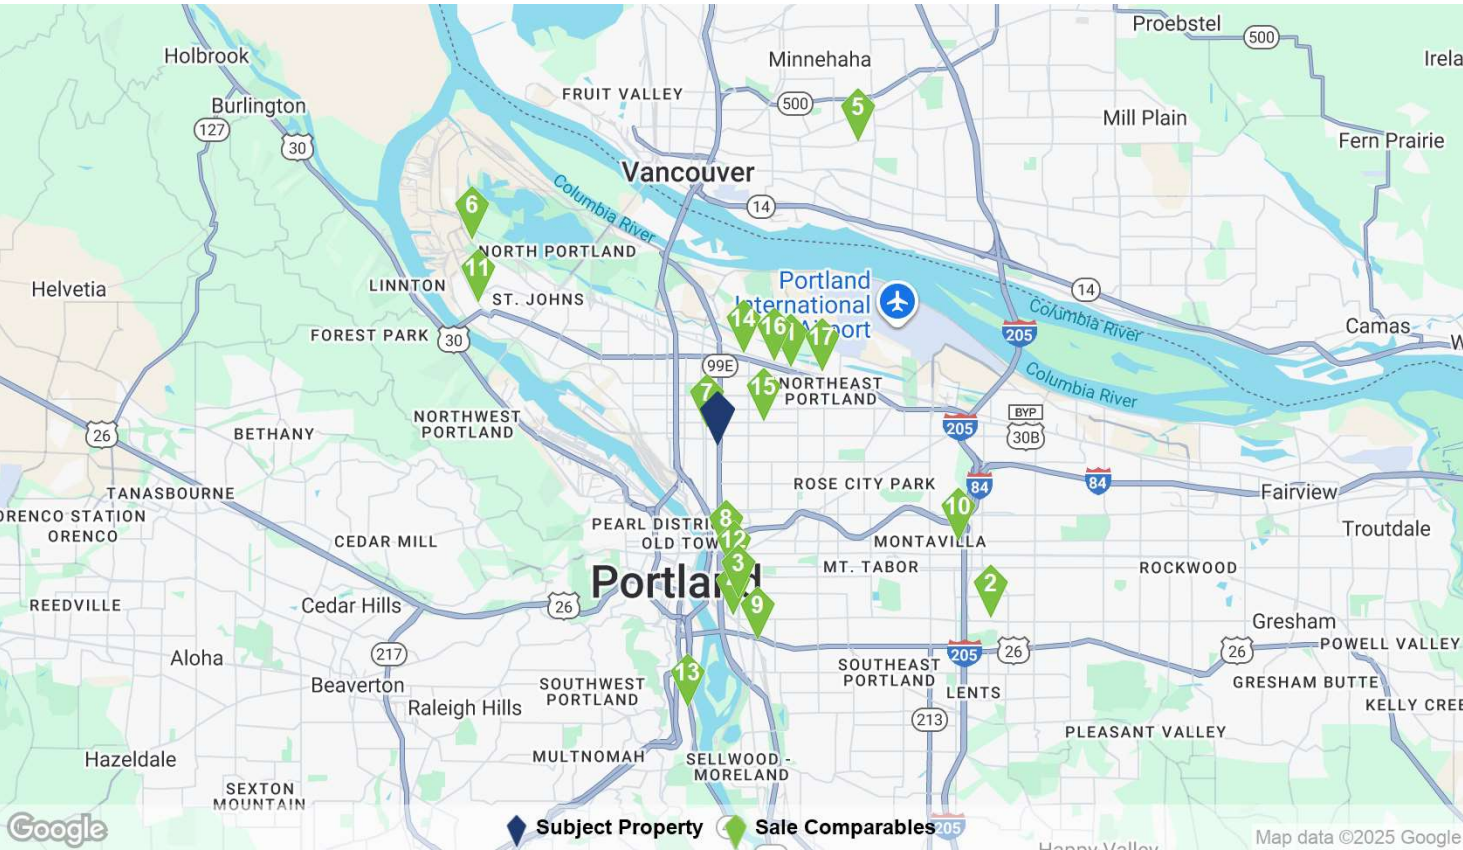 Proebstel
500
Irela
Holbrook
Minnehaha
FRUIT VALLEY
500
5
Burlington
127
30
Mill Plain
Fern Prairie
Vancouver
Columbia River
14
6
NORTH PORTLAND
11
LINNTON
ST. JOHNS
Helvetia
Portland
International
Airport
14
Columbia River
205
Camas
W
FOREST PARK
30
14
16
17
99E
7
15
NORTHEAST
PORTLAND
Columbia River
BYP
30B
205
NORTHWEST
PORTLAND
BETHANY
26
84
84
ROSE CITY PARK
TANASBOURNE
Fairview
ORENCO STATION
ORENCO
10
Troutdale
8
PEARL DISTRI
OLD TOW
12
CEDAR MILL
MONTAVILLA
3
MT. TABOR
ROCKWOOD
Portland
2
REEDVILLE
Cedar Hills
26
9
Gresham
217
205
26
26
POWELL VALLEY
Aloha
13
SOUTHEAST
PORTLAND
Beaverton
SOUTHWEST
PORTLAND
LENTS
GRESHAM BUTTE
Raleigh Hills
213
KELLY CREE
PLEASANT VALLEY
Hazeldale
MULTNOMAH
SELLWOOD -
MORELAND
SEXTON
MOUNTAIN
Google
Subject Property
Sale Comparables
205
Map data ©2025 Google
Happy Valley